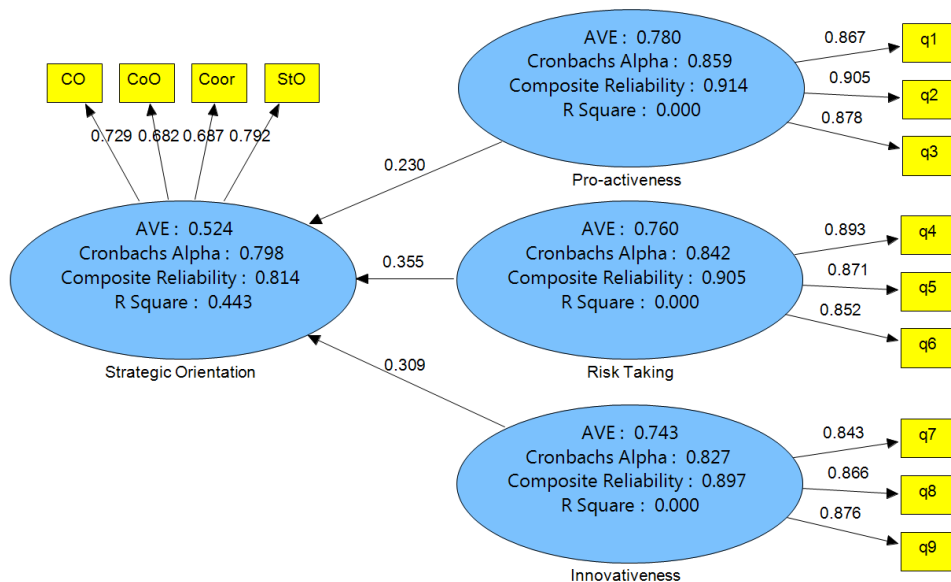 CO
CoO
Coor
StO
0.729
0.682
0.687
0.792
AVE : 0.524
Cronbachs Alpha : 0.798
Composite Reliability : 0.814
R Square : 0.443
Strategic Orientation
0.230
0.355
0.309
AVE : 0.780
Cronbachs Alpha : 0.859
Composite Reliability : 0.914
R Square : 0.000
Pro-activeness
0.867
0.905
0.878
q1
q2
q3
AVE : 0.760
Cronbachs Alpha : 0.842
Composite Reliability : 0.905
R Square : 0.000
Risk Taking
0.893
0.871
0.852
q4
q5
q6
AVE : 0.743
Cronbachs Alpha : 0.827
Composite Reliability : 0.897
R Square : 0.000
Innovativeness
0.843
0.866
0.876
q7
q8
q9